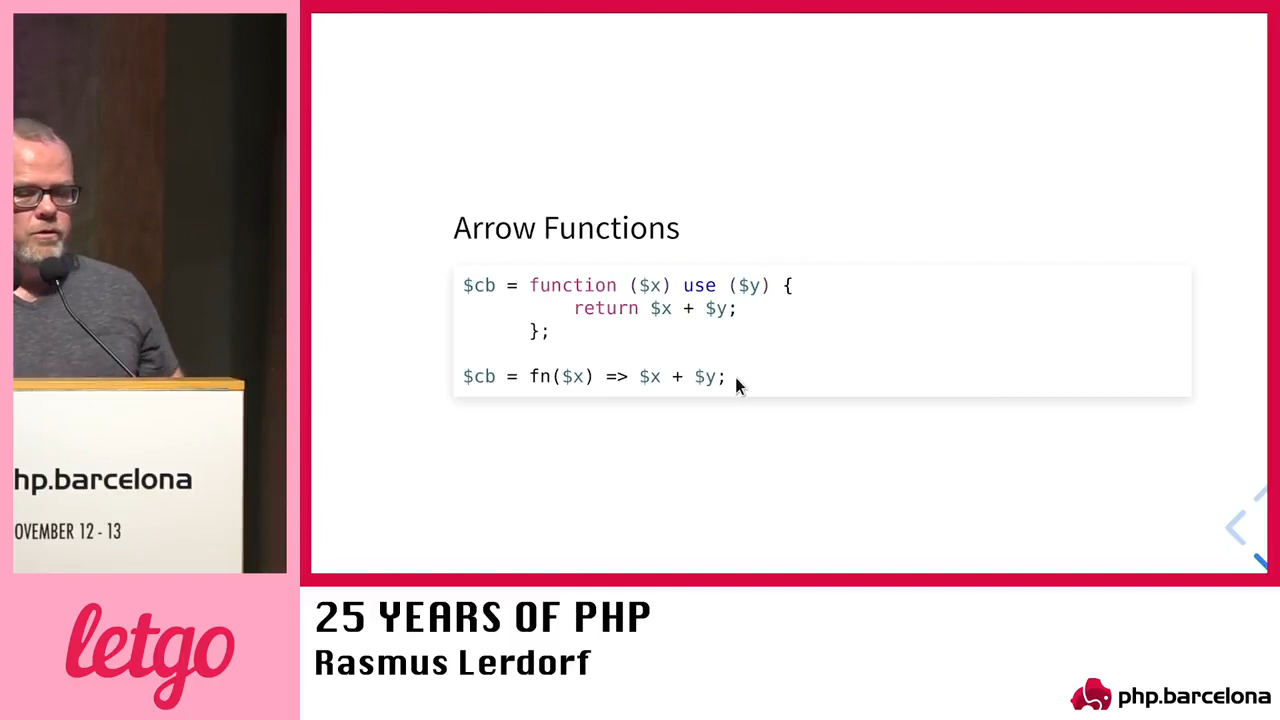 Arrow Functions
$cb = function ($x) use ($y) {
return $x + $y;
};
$cb = fn($x) => $x + $y;
hp.barcelona
OVEMBER 12 - 13
letgo
25 YEARS OF PHP
Rasmus Lerdorf
php.barcelona